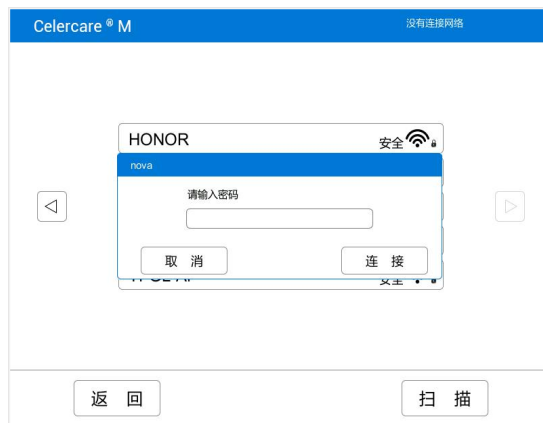 Celercare ® M
没有连接网络
HONOR
安全
nova
请输入密码
取 消
连 接
安全
返 回
扫 描